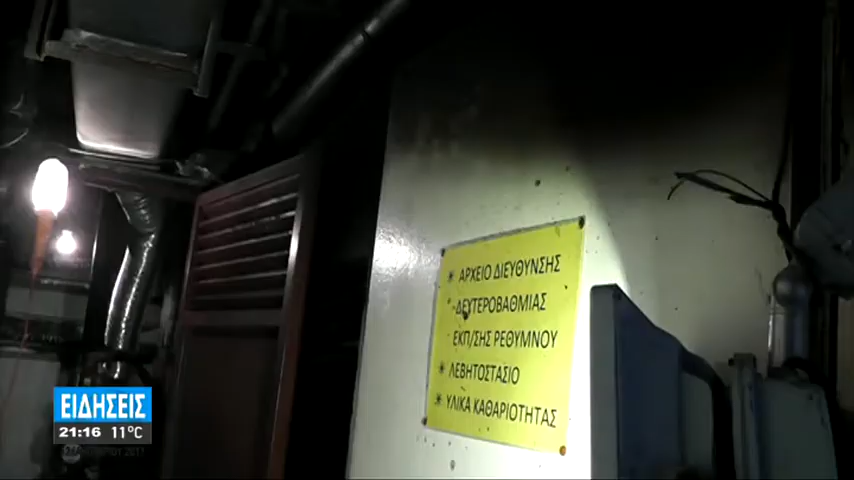 * ΑΡΧΕΙΟ ΔΙΕΥΘΥΝΣΗΣ
ΔΕΥΤΕΡΟΒΑΘΜΙΑΣ
ΕΚΠ/ΣΗΣ ΡΕΘΥΜΝΟΥ
* ΛΕΒΗΤΟΣΤΑΣΙΟ
* ΥΛΙΚΑ ΚΑΘΑΡΙΟΤΗΤΑΣ
ΕΙΔΗΣΕΙΣ
21:16 11°C